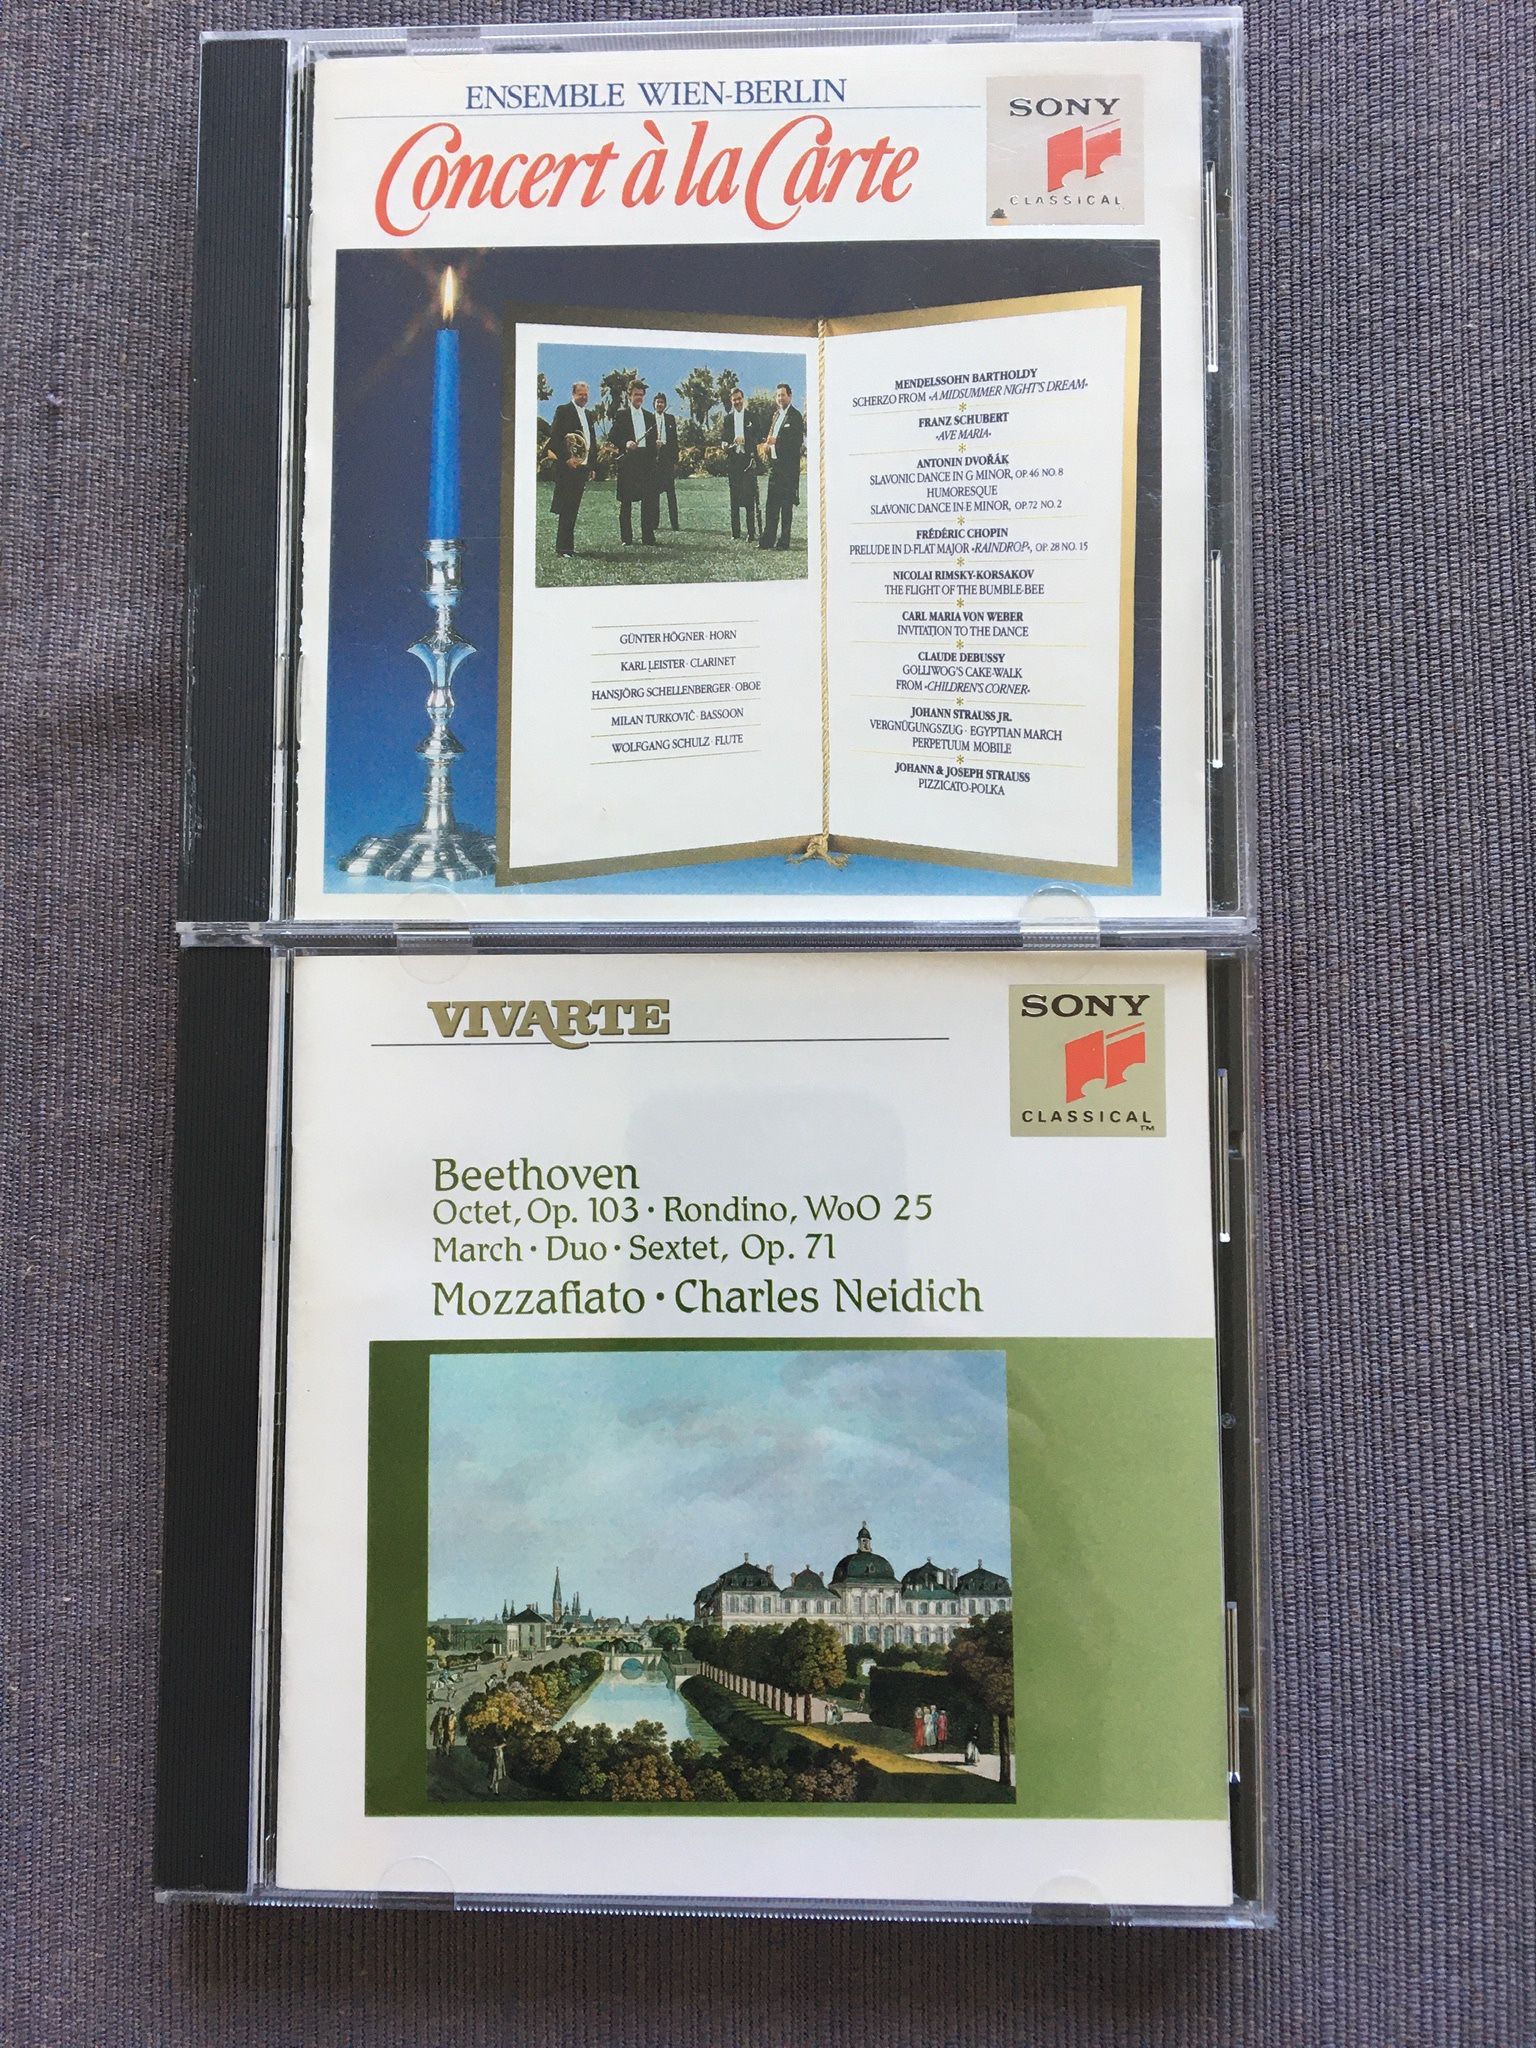 ENSEMBLE WIEN-BERLIN
Concert à la Carte
SONY
CLASSICAL
GÜNTER HÖGNER · HORN
KARL LEISTER · CLARINET
HANSJÖRG SCHELLENBERGER · OBOE
MILAN TURKOVIČ · BASSOON
WOLFGANG SCHULZ · FLUTE
MENDELSSOHN BARTHOLDY
SCHERZO FROM «A MIDSUMMER NIGHT'S DREAM»
FRANZ SCHUBERT
«AVE MARIA»
ANTONIN DVOŘÁK
SLAVONIC DANCE IN G MINOR, OP. 46 NO. 8
HUMORESQUE
SLAVONIC DANCE IN E MINOR, OP. 72 NO. 2
FRÉDÉRIC CHOPIN
PRELUDE IN D-FLAT MAJOR «RAINDROP», OP. 28 NO. 15
NICOLAI RIMSKY-KORSAKOV
THE FLIGHT OF THE BUMBLE-BEE
CARL MARIA VON WEBER
INVITATION TO THE DANCE
CLAUDE DEBUSSY
GOLLIWOG'S CAKE-WALK
FROM «CHILDREN'S CORNER»
JOHANN STRAUSS JR.
VERGNÜGUNGSZUG · EGYPTIAN MARCH
PERPETUUM MOBILE
JOHANN & JOSEPH STRAUSS
PIZZICATO-POLKA
VIVARTE
SONY
CLASSICAL
TM
Beethoven
Octet, Op. 103 · Rondino, WoO 25
March · Duo · Sextet, Op. 71
Mozzafiato · Charles Neidich